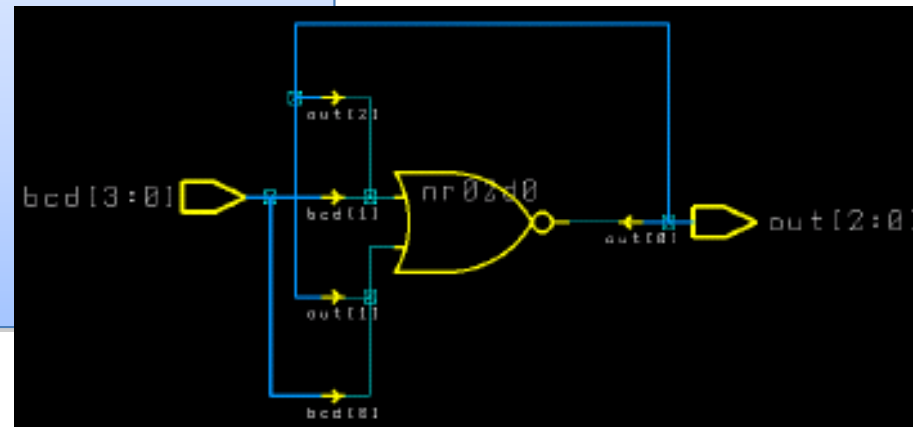 out[2]
bcd[3:0]
bcd[1]
nr02d0
out[0]
out[2:0]
out[1]
bcd[0]